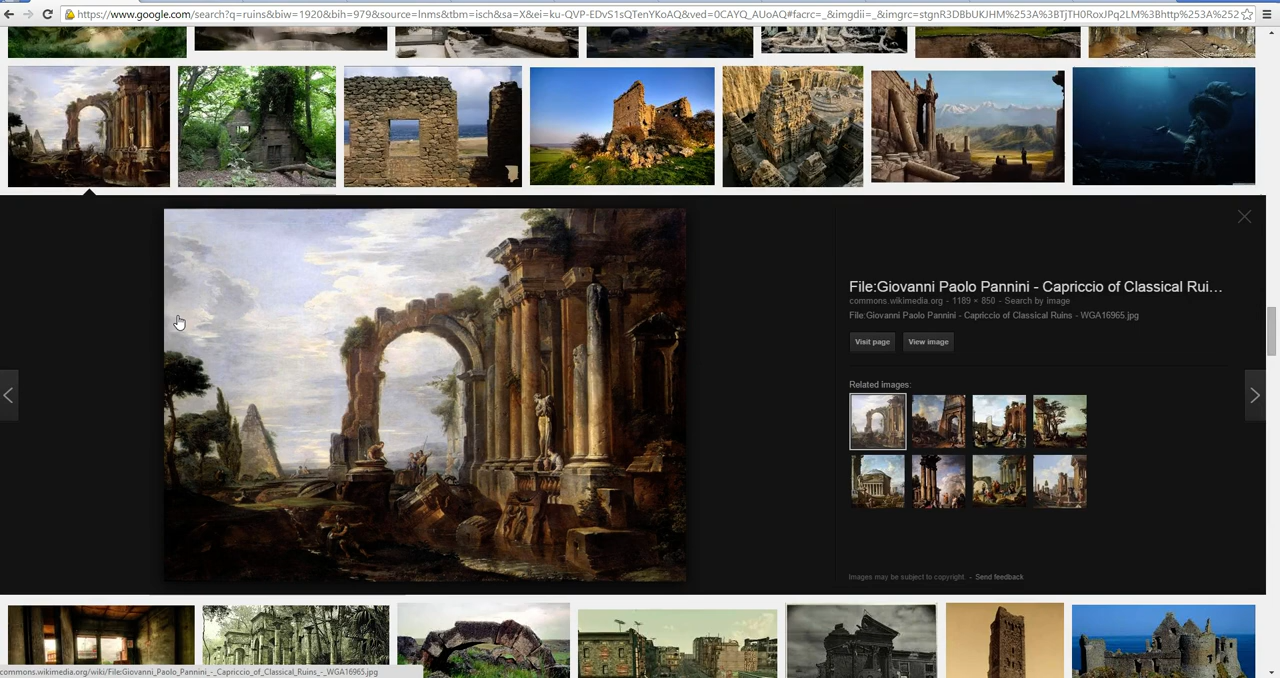 https://www.google.com/search?q=ruins&biw=1920&bih=979&source=lnms&tbm=isch&sa=X&ei=ku-QVP-EDvS1sQTenYKoAQ&ved=0CAYQ_AUoAQ#facrc=_&imgdii=_&imgrc=stgnR3DBbUKJHM%253A%3BTjTH0RoxJPq2LM%3Bhttp%253A%252
File:Giovanni Paolo Pannini - Capriccio of Classical Rui...
commons.wikimedia.org - 1189 × 850 - Search by image
File:Giovanni Paolo Pannini - Capriccio of Classical Ruins - WGA16965.jpg
Visit page View image
Related images:
Images may be subject to copyright. - Send feedback
commons.wikimedia.org/wiki/File:Giovanni_Paolo_Pannini_-_Capriccio_of_Classical_Ruins_-_WGA16965.jpg